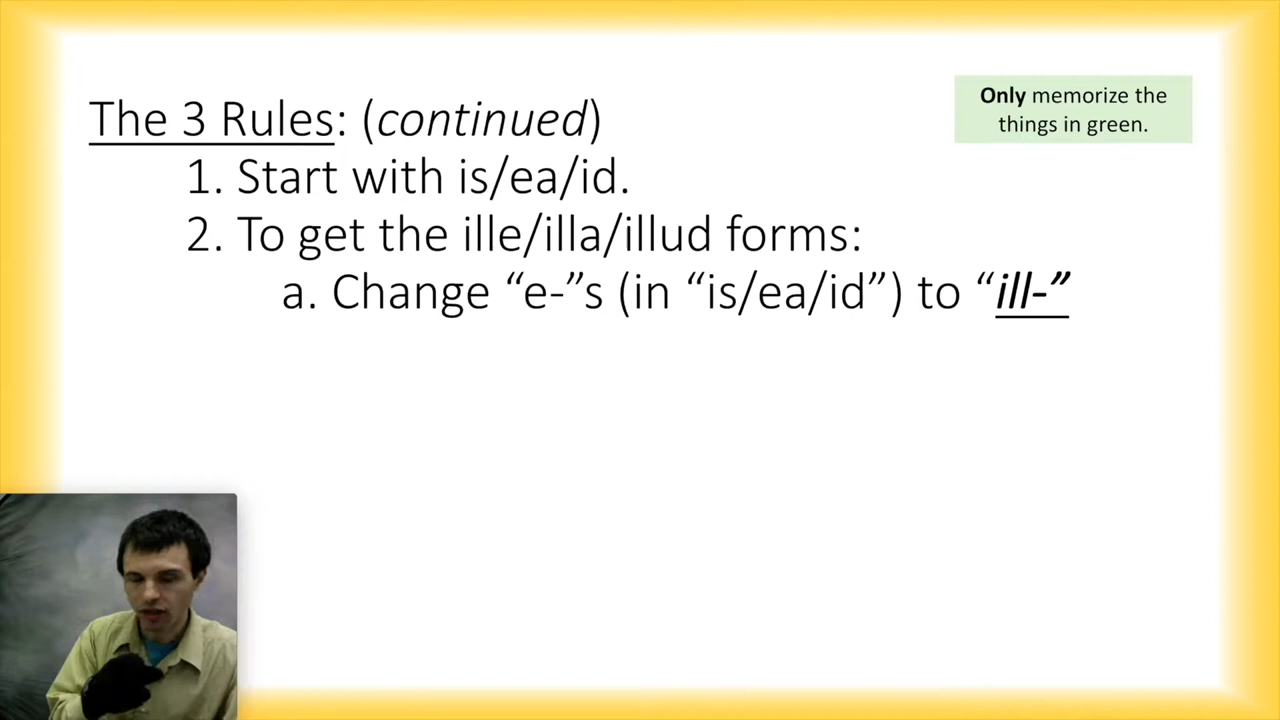 The 3 Rules: (continued)
Only memorize the
things in green.
1. Start with is/ea/id.
2. To get the ille/illa/illud forms:
a. Change “e-”s (in “is/ea/id”) to “ill-”